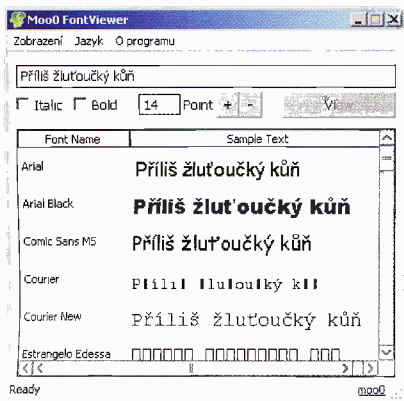 Moo0 FontViewer
Zobrazení Jazyk O programu
Příliš žluťoučký kůň
Italic Bold 14 Point + - View
Font Name Sample Text
Arial Příliš žluťoučký kůň
Arial Black Příliš žluťoučký kůň
Comic Sans MS Příliš žluťoučký kůň
Courier
Courier New Příliš žluťoučký kůň
Estrangelo Edessa
Ready moo0